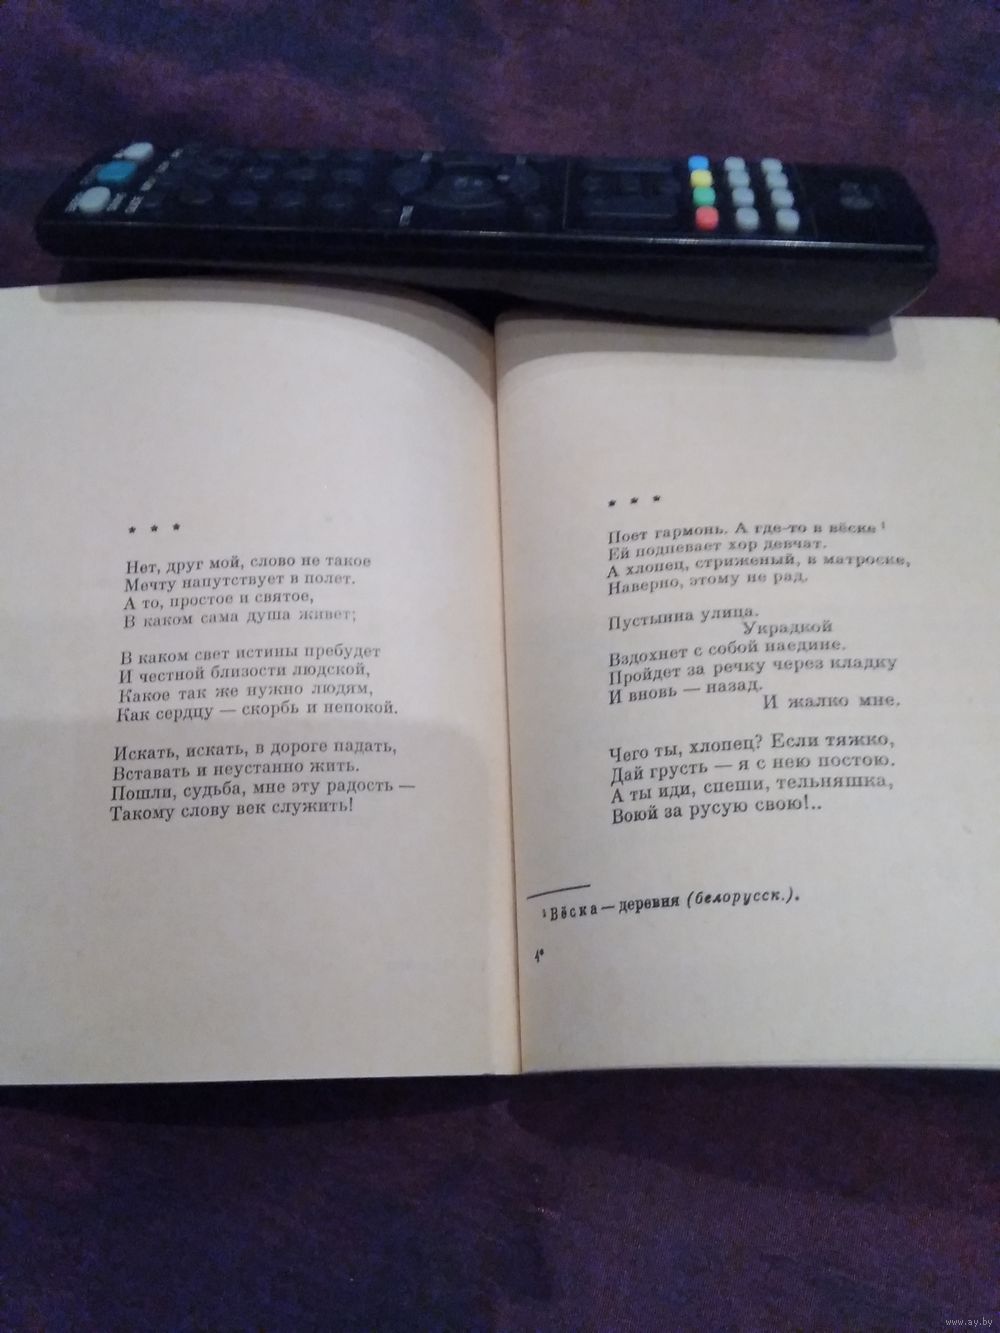 * * *
Нет, друг мой, слово не такое
Мечту напутствует в полет.
А то, простое и святое,
В каком сама душа живет;
В каком свет истины пребудет
И честной близости людской,
Какое так же нужно людям,
Как сердцу — скорбь и непокой.
Искать, искать, в дороге падать,
Вставать и неустанно жить.
Пошли, судьба, мне эту радость —
Такому слову век служить!
* * *
Поет гармонь. А где-то в вёске ¹
Ей подпевает хор девчат.
А хлопец, стриженый, в матроске,
Наверно, этому не рад.
Пустынна улица.
Украдкой
Вздохнет с собой наедине.
Пройдет за речку через кладку
И вновь — назад.
И жалко мне.
Чего ты, хлопец? Если тяжко,
Дай грусть — я с нею постою.
А ты иди, спеши, тельняшка,
Воюй за русую свою!..
¹ Вёска — деревня (белорусск.).
www.ay.by